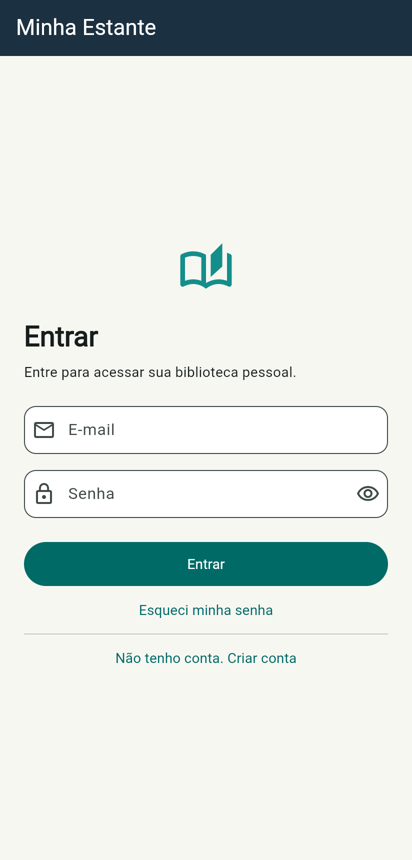 Minha Estante
Entrar
Entre para acessar sua biblioteca pessoal.
E-mail
Senha
Entrar
Esqueci minha senha
Não tenho conta. Criar conta